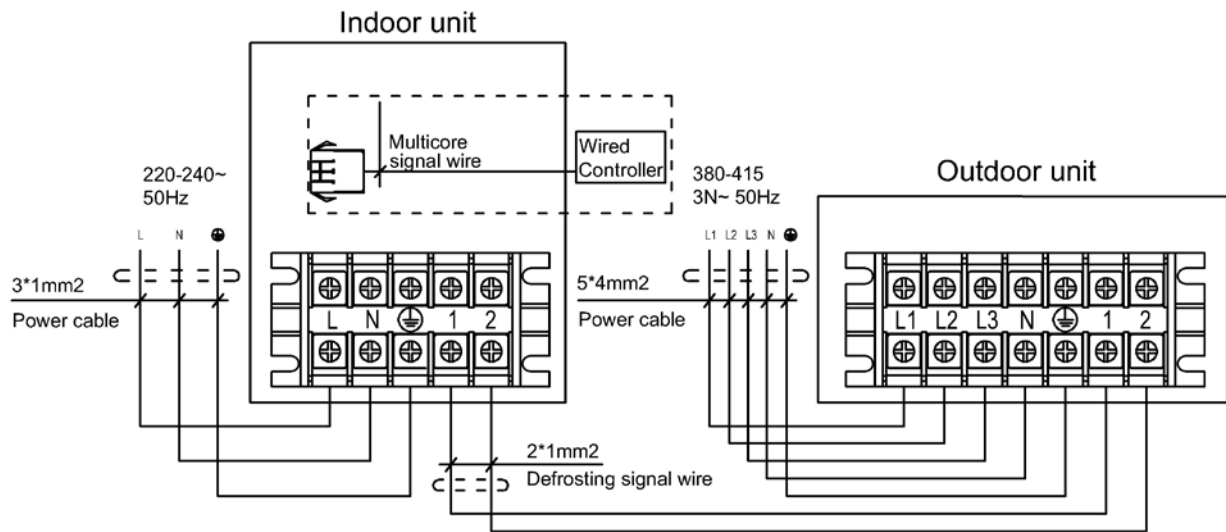 Indoor unit
Multicore
signal wire
Wired
Controller
220-240~
50Hz
L N
3*1mm2
Power cable
L N 1 2
380-415
3N~ 50Hz
L1 L2 L3 N
5*4mm2
Power cable
Outdoor unit
L1 L2 L3 N 1 2
2*1mm2
Defrosting signal wire